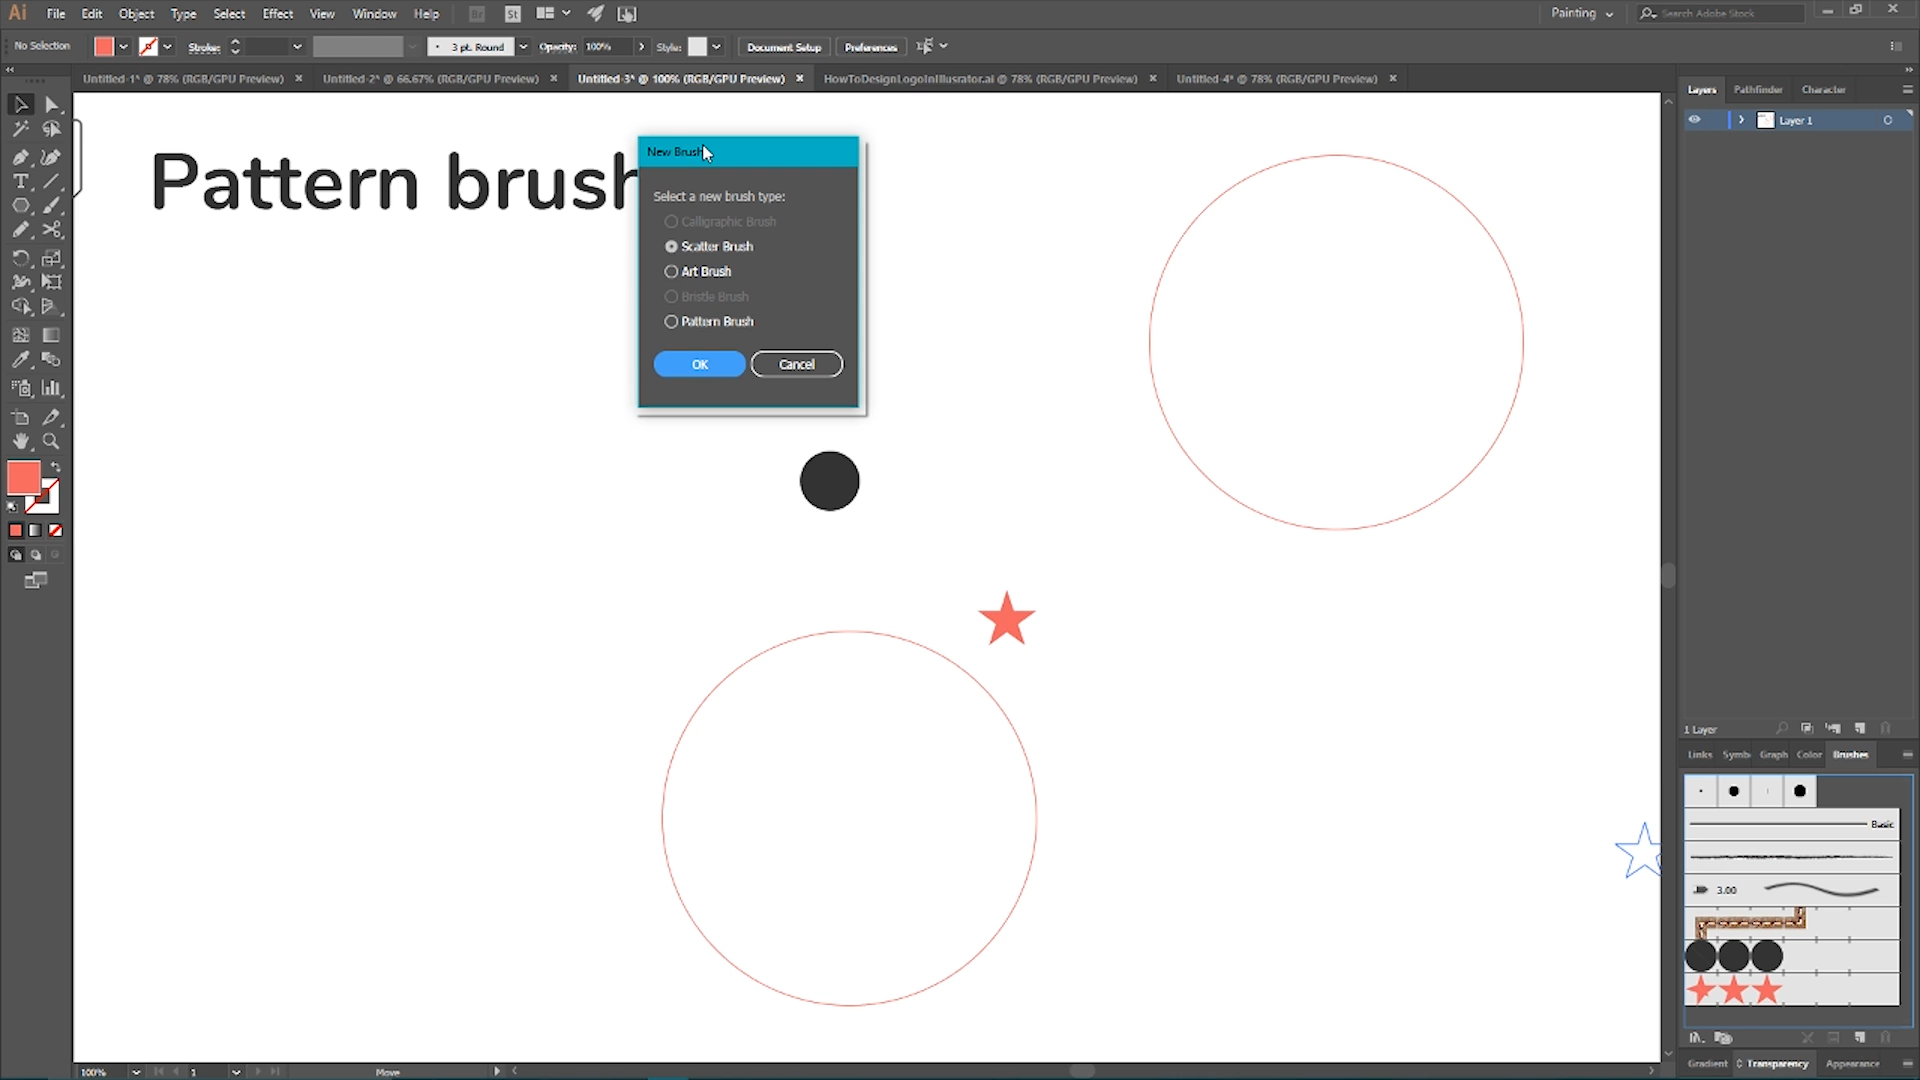 Ai File Edit Object Type Select Effect View Window Help Br St Painting Search Adobe Stock
No Selection Stroke: 3 pt. Round Opacity: 100% Style: Document Setup Preferences
Untitled-1* @ 78% (RGB/GPU Preview) Untitled-2* @ 66.67% (RGB/GPU Preview) Untitled-3* @ 100% (RGB/GPU Preview) HowToDesignLogoInIllusrator.ai @ 78% (RGB/GPU Preview) Untitled-4* @ 78% (RGB/GPU Preview)
Layers Pathfinder Character
Layer 1
Pattern brush
New Brush
Select a new brush type:
Calligraphic Brush
Scatter Brush
Art Brush
Bristle Brush
Pattern Brush
OK Cancel
1 Layer
Links Symb Graph Color Brushes
Basic
3.00
Gradient Transparency Appearance
100% 1 Move